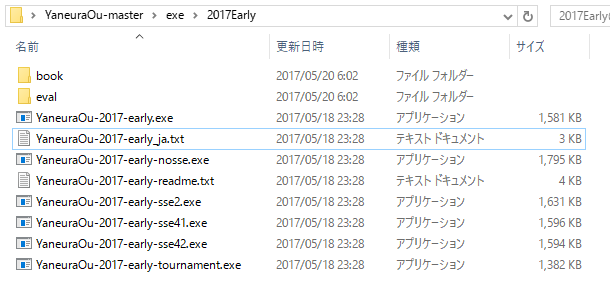 YaneuraOu-master › exe › 2017Early 2017Early
名前 更新日時 種類 サイズ
book 2017/05/20 6:02 ファイル フォルダー
eval 2017/05/20 6:02 ファイル フォルダー
YaneuraOu-2017-early.exe 2017/05/18 23:28 アプリケーション 1,581 KB
YaneuraOu-2017-early_ja.txt 2017/05/18 23:28 テキスト ドキュメント 3 KB
YaneuraOu-2017-early-nosse.exe 2017/05/18 23:28 アプリケーション 1,795 KB
YaneuraOu-2017-early-readme.txt 2017/05/18 23:28 テキスト ドキュメント 4 KB
YaneuraOu-2017-early-sse2.exe 2017/05/18 23:28 アプリケーション 1,631 KB
YaneuraOu-2017-early-sse41.exe 2017/05/18 23:28 アプリケーション 1,596 KB
YaneuraOu-2017-early-sse42.exe 2017/05/18 23:28 アプリケーション 1,594 KB
YaneuraOu-2017-early-tournament.exe 2017/05/18 23:28 アプリケーション 1,382 KB